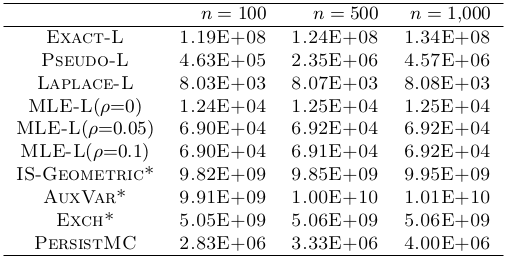 n = 100 n = 500 n = 1,000
Exact-L 1.19E+08 1.24E+08 1.34E+08
Pseudo-L 4.63E+05 2.35E+06 4.57E+06
Laplace-L 8.03E+03 8.07E+03 8.08E+03
MLE-L(ρ=0) 1.24E+04 1.25E+04 1.25E+04
MLE-L(ρ=0.05) 6.90E+04 6.92E+04 6.92E+04
MLE-L(ρ=0.1) 6.90E+04 6.91E+04 6.92E+04
IS-Geometric* 9.82E+09 9.85E+09 9.95E+09
AuxVar* 9.91E+09 1.00E+10 1.01E+10
Exch* 5.05E+09 5.06E+09 5.06E+09
PersistMC 2.83E+06 3.33E+06 4.00E+06